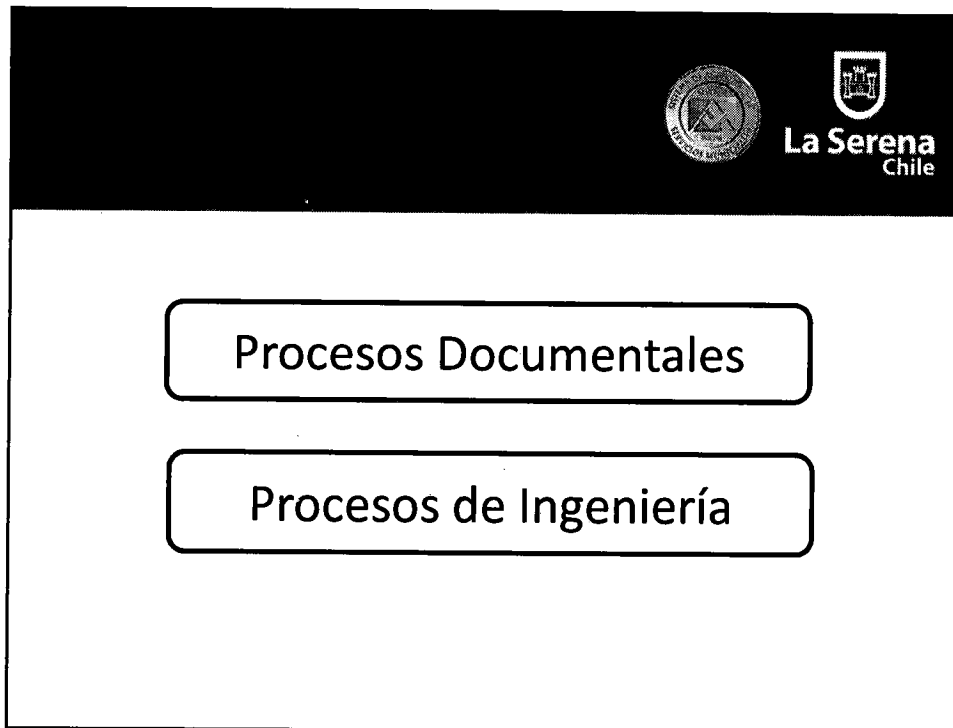 La Serena
Chile
Procesos Documentales
Procesos de Ingeniería